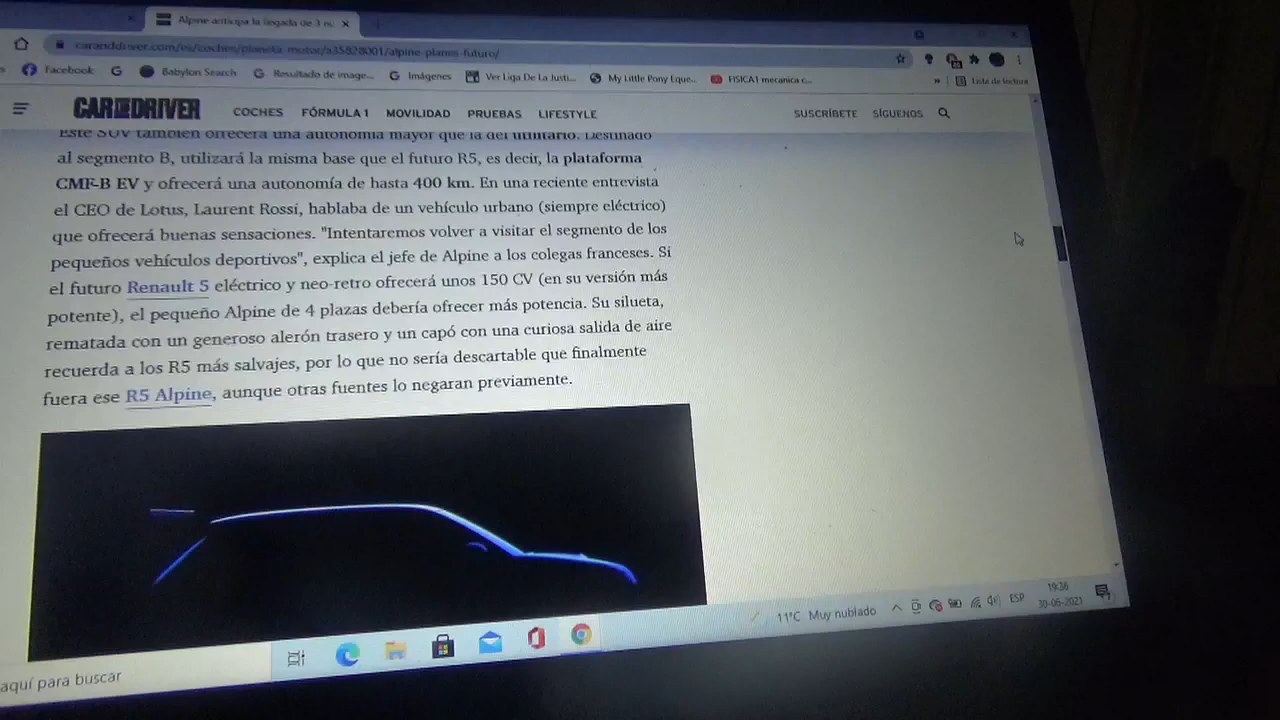 Alpine anticipa la llegada de 3 nu
caranddriver.com/es/coches/planeta-motor/a35828001/alpine-planes-futuro/
Facebook
Babylon Search
Resultado de image...
Imágenes
Ver Liga De La Justi...
My Little Pony Eque...
FISICA1 mecanica c...
»
Lista de lectura
CAR AND DRIVER
COCHES
FÓRMULA 1
MOVILIDAD
PRUEBAS
LIFESTYLE
SUSCRÍBETE
SÍGUENOS
Este SUV también ofrecerá una autonomía mayor que la del utilitario. Destinado
al segmento B, utilizará la misma base que el futuro R5, es decir, la plataforma
CMF-B EV y ofrecerá una autonomía de hasta 400 km. En una reciente entrevista
el CEO de Lotus, Laurent Rossi, hablaba de un vehículo urbano (siempre eléctrico)
que ofrecerá buenas sensaciones. "Intentaremos volver a visitar el segmento de los
pequeños vehículos deportivos", explica el jefe de Alpine a los colegas franceses. Si
el futuro Renault 5 eléctrico y neo-retro ofrecerá unos 150 CV (en su versión más
potente), el pequeño Alpine de 4 plazas debería ofrecer más potencia. Su silueta,
rematada con un generoso alerón trasero y un capó con una curiosa salida de aire
recuerda a los R5 más salvajes, por lo que no sería descartable que finalmente
fuera ese R5 Alpine, aunque otras fuentes lo negaran previamente.
aquí para buscar
11°C Muy nublado
ESP
19:36
30-06-2021